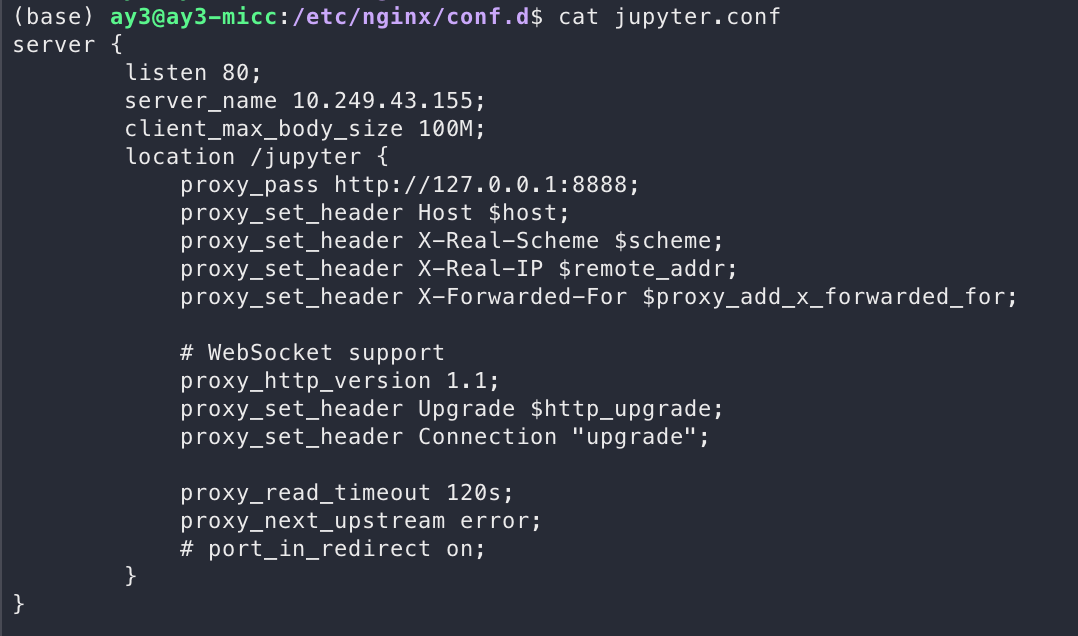 (base) ay3@ay3-micc:/etc/nginx/conf.d$ cat jupyter.conf
server {
listen 80;
server_name 10.249.43.155;
client_max_body_size 100M;
location /jupyter {
proxy_pass http://127.0.0.1:8888;
proxy_set_header Host $host;
proxy_set_header X-Real-Scheme $scheme;
proxy_set_header X-Real-IP $remote_addr;
proxy_set_header X-Forwarded-For $proxy_add_x_forwarded_for;
# WebSocket support
proxy_http_version 1.1;
proxy_set_header Upgrade $http_upgrade;
proxy_set_header Connection "upgrade";
proxy_read_timeout 120s;
proxy_next_upstream error;
# port_in_redirect on;
}
}